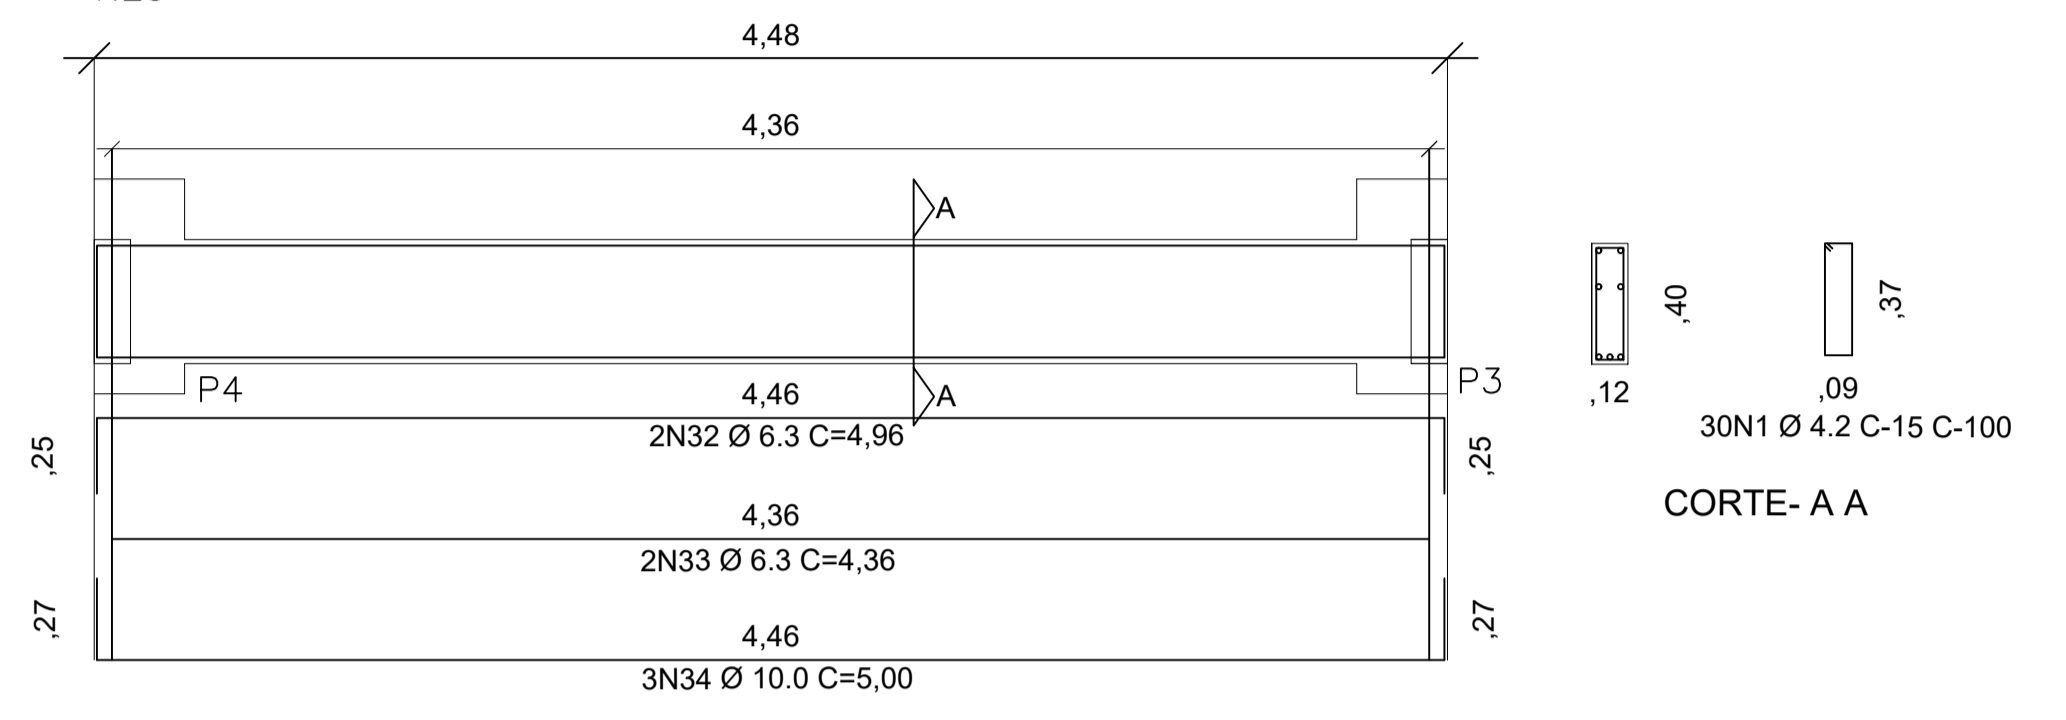 4,48
4,36
A
P4
4,46
A
P3
2N32 Ø 6.3 C=4,96
,25
,25
4,36
2N33 Ø 6.3 C=4,36
,27
,27
4,46
3N34 Ø 10.0 C=5,00
,40
,37
,12
,09
30N1 Ø 4.2 C-15 C-100
CORTE- A A